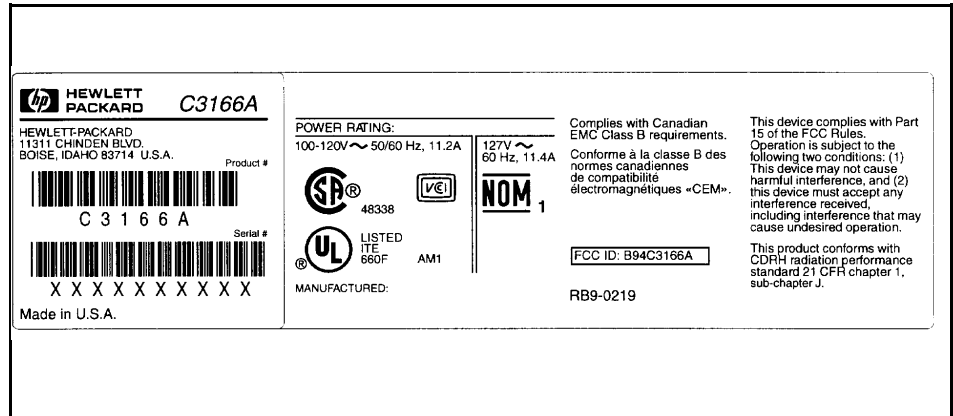 hp HEWLETT
PACKARD
C3166A
HEWLETT-PACKARD
11311 CHINDEN BLVD.
BOISE, IDAHO 83714 U.S.A.
Product #
C 3 1 6 6 A
Serial #
X X X X X X X X X X
Made in U.S.A.
POWER RATING:
100-120V ~ 50/60 Hz, 11.2A
SA ®
48338
VCI
® UL
LISTED
ITE
660F
AM1
MANUFACTURED:
127V ~
60 Hz, 11.4A
NOM 1
Complies with Canadian
EMC Class B requirements.
Conforme à la classe B des
normes canadiennes
de compatibilité
électromagnétiques «CEM».
FCC ID: B94C3166A
RB9-0219
This device complies with Part
15 of the FCC Rules.
Operation is subject to the
following two conditions: (1)
This device may not cause
harmful interference, and (2)
this device must accept any
interference received,
including interference that may
cause undesired operation.
This product conforms with
CDRH radiation performance
standard 21 CFR chapter 1,
sub-chapter J.